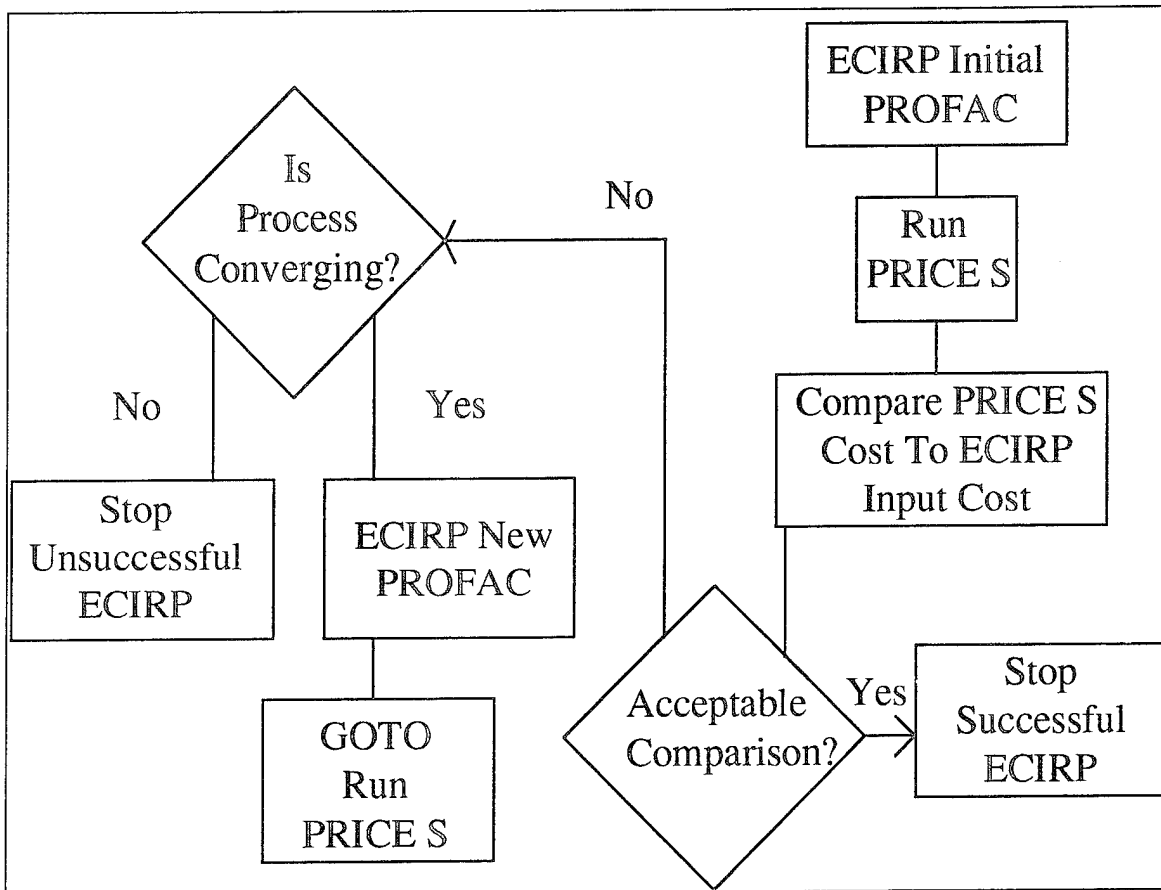 ECIRP Initial
PROFAC
Run
PRICE S
Compare PRICE S
Cost To ECIRP
Input Cost
Acceptable
Comparison?
Yes
Stop
Successful
ECIRP
No
Is
Process
Converging?
No
Stop
Unsuccessful
ECIRP
Yes
ECIRP New
PROFAC
GOTO
Run
PRICE S